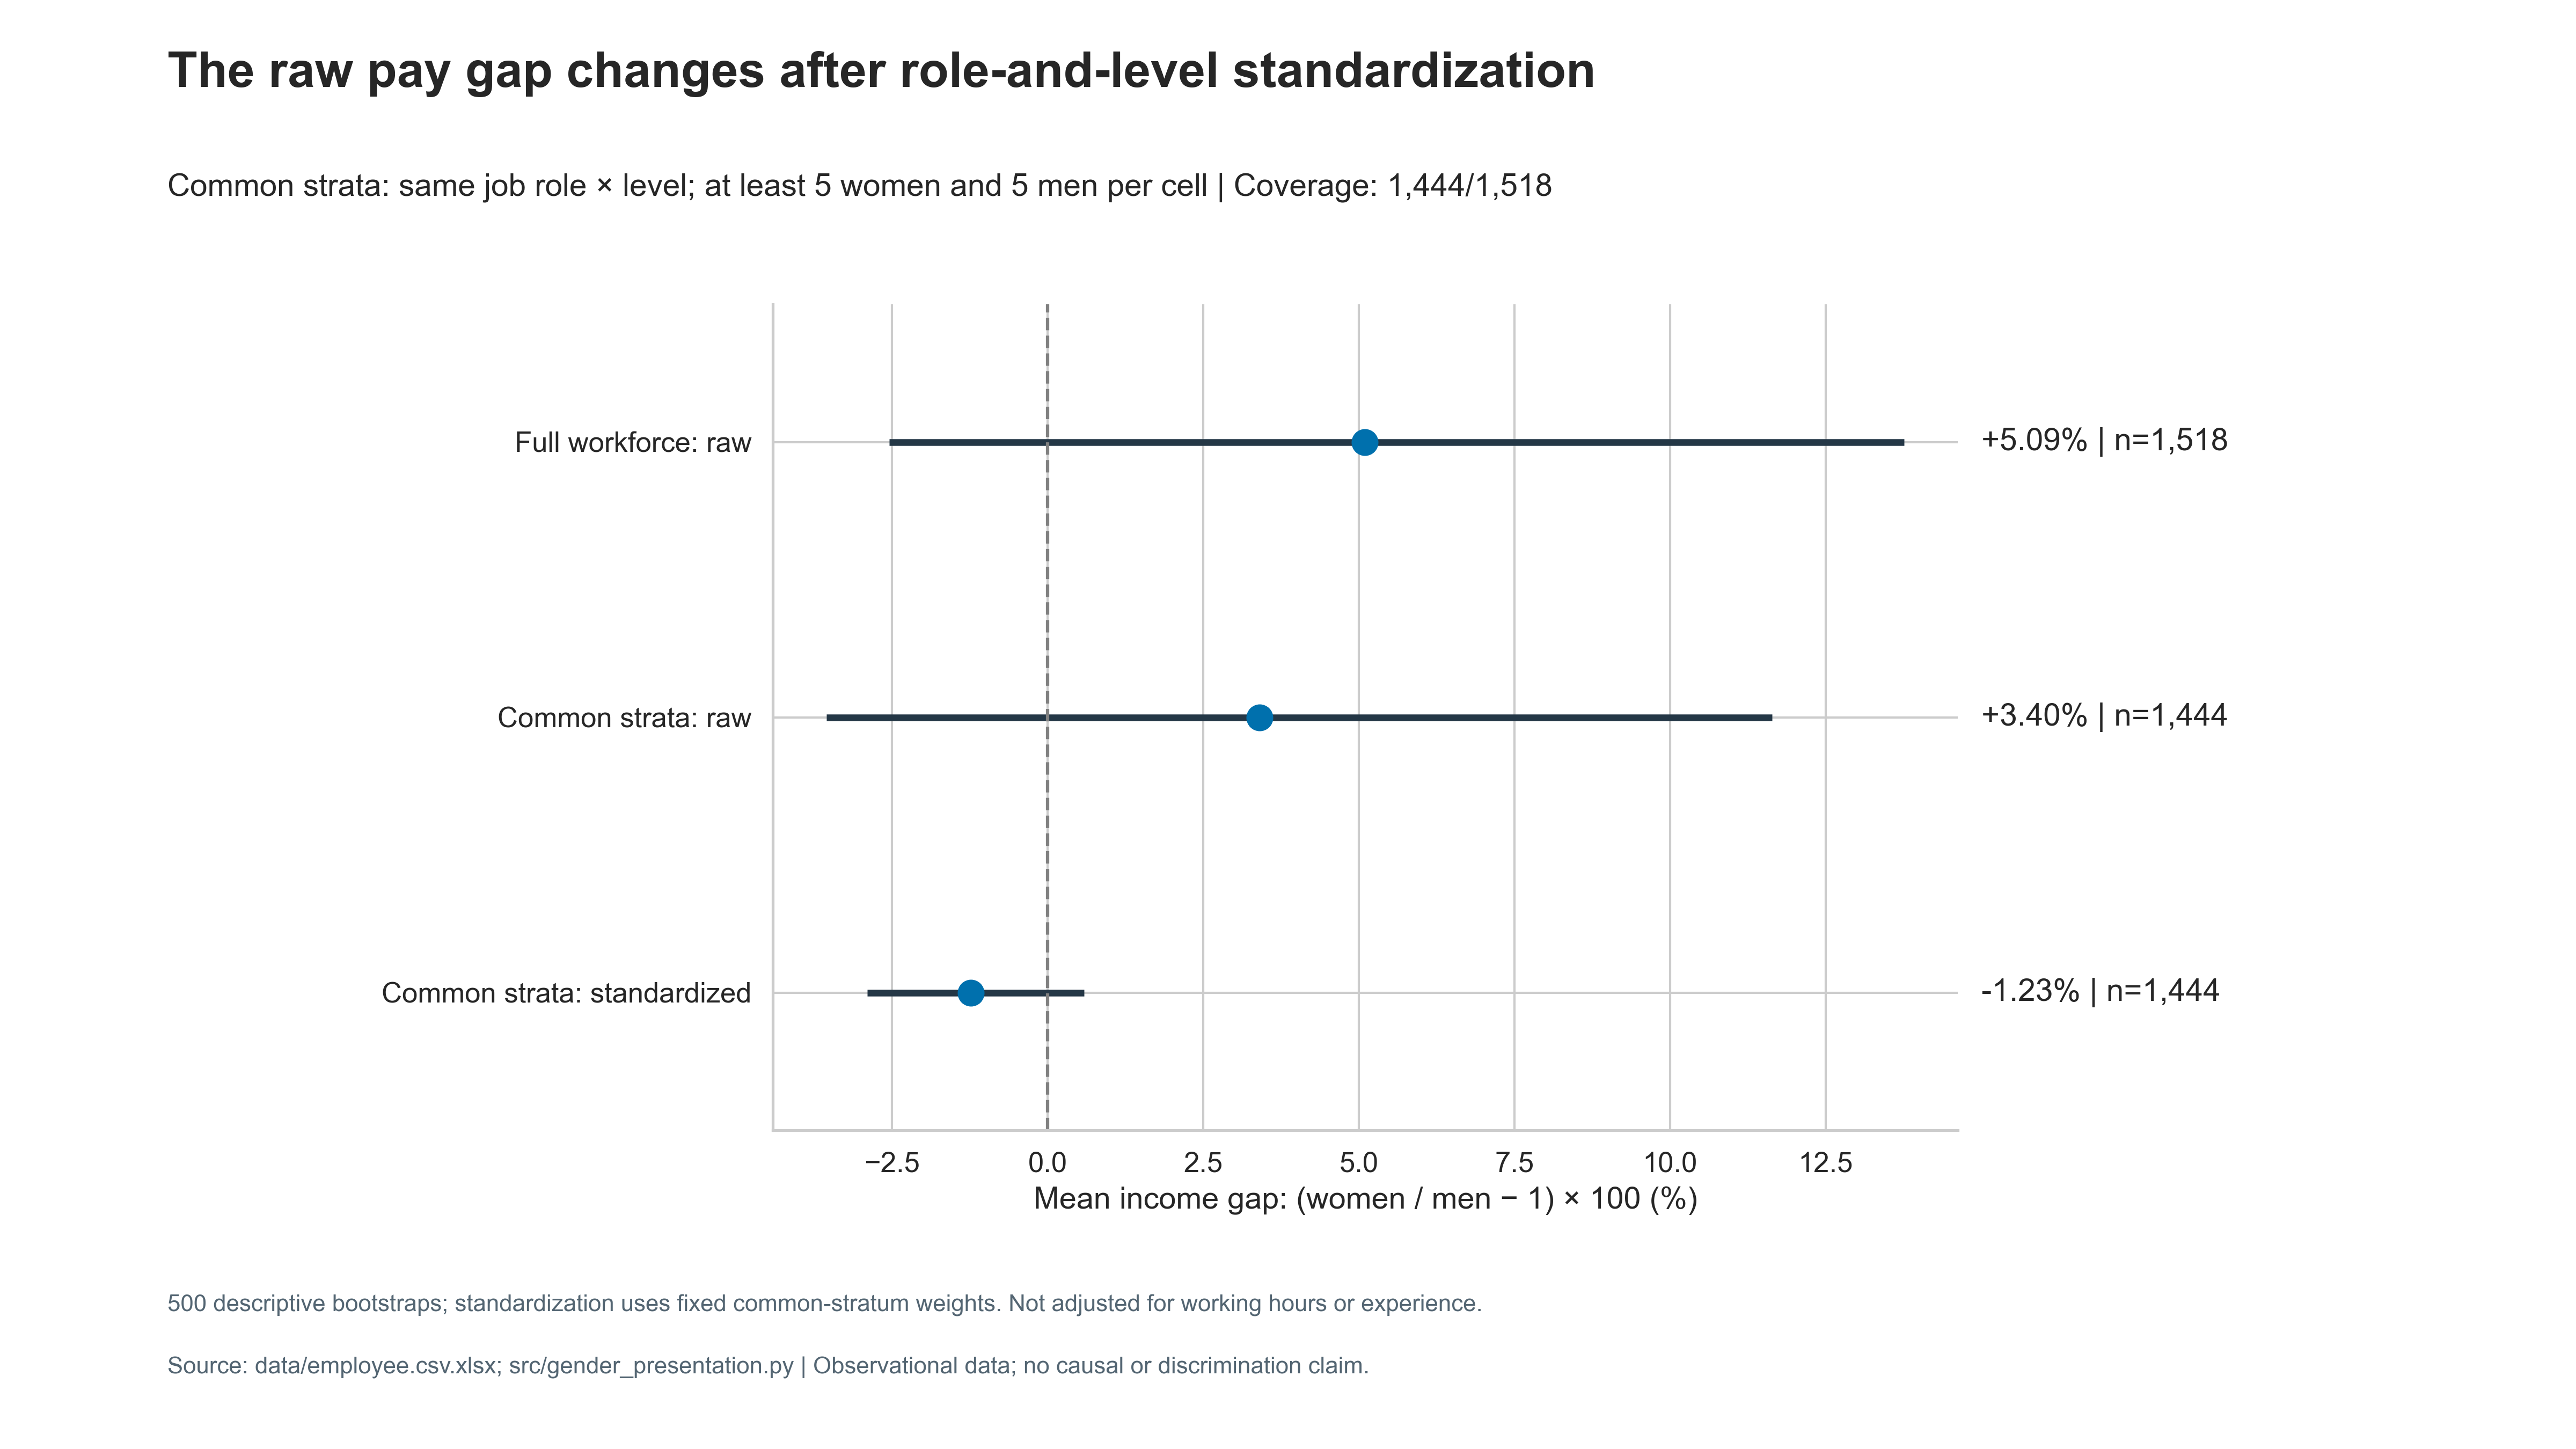 The raw pay gap changes after role-and-level standardization
Common strata: same job role × level; at least 5 women and 5 men per cell | Coverage: 1,444/1,518
Full workforce: raw
+5.09% | n=1,518
Common strata: raw
+3.40% | n=1,444
Common strata: standardized
-1.23% | n=1,444
−2.5 0.0 2.5 5.0 7.5 10.0 12.5
Mean income gap: (women / men − 1) × 100 (%)
500 descriptive bootstraps; standardization uses fixed common-stratum weights. Not adjusted for working hours or experience.
Source: data/employee.csv.xlsx; src/gender_presentation.py | Observational data; no causal or discrimination claim.